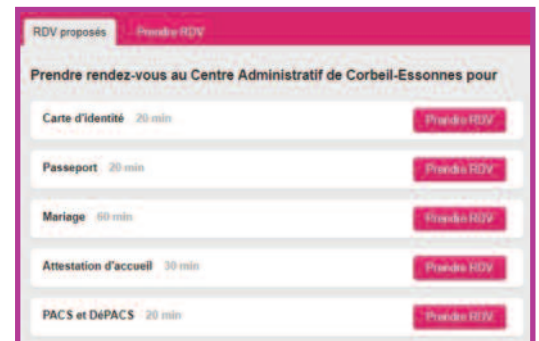 RDV proposés Prendre RDV
Prendre rendez-vous au Centre Administratif de Corbeil-Essonnes pour
Carte d'identité 20 min Prendre RDV
Passeport 20 min Prendre RDV
Mariage 60 min Prendre RDV
Attestation d'accueil 30 min Prendre RDV
PACS et DéPACS 20 min Prendre RDV